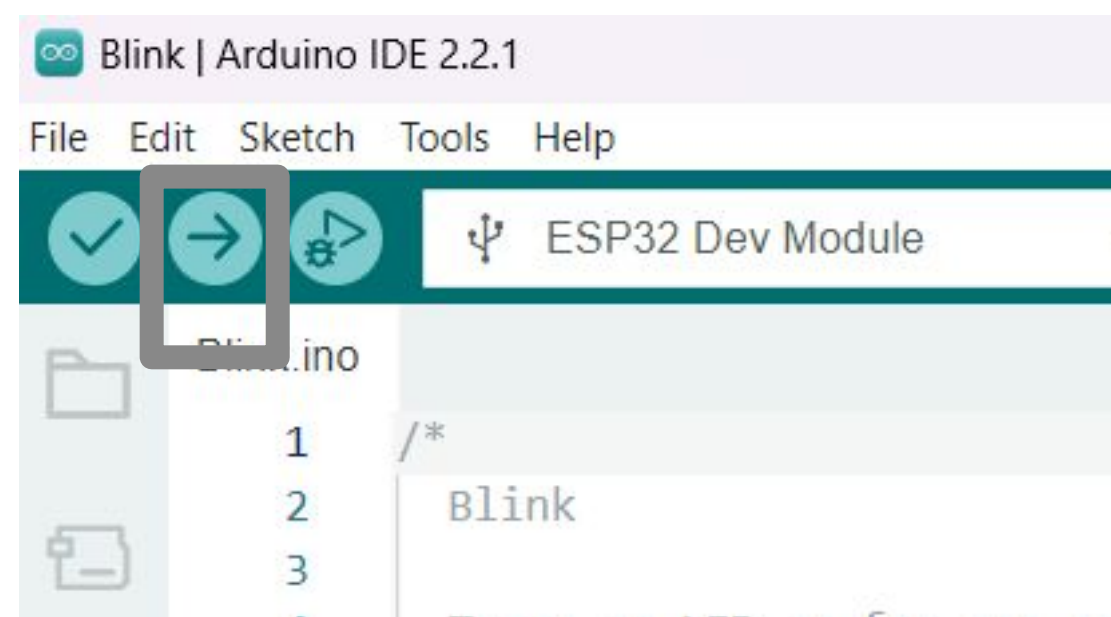 Blink | Arduino IDE 2.2.1
File Edit Sketch Tools Help
ESP32 Dev Module
Blink.ino
1 /*
2 Blink
3